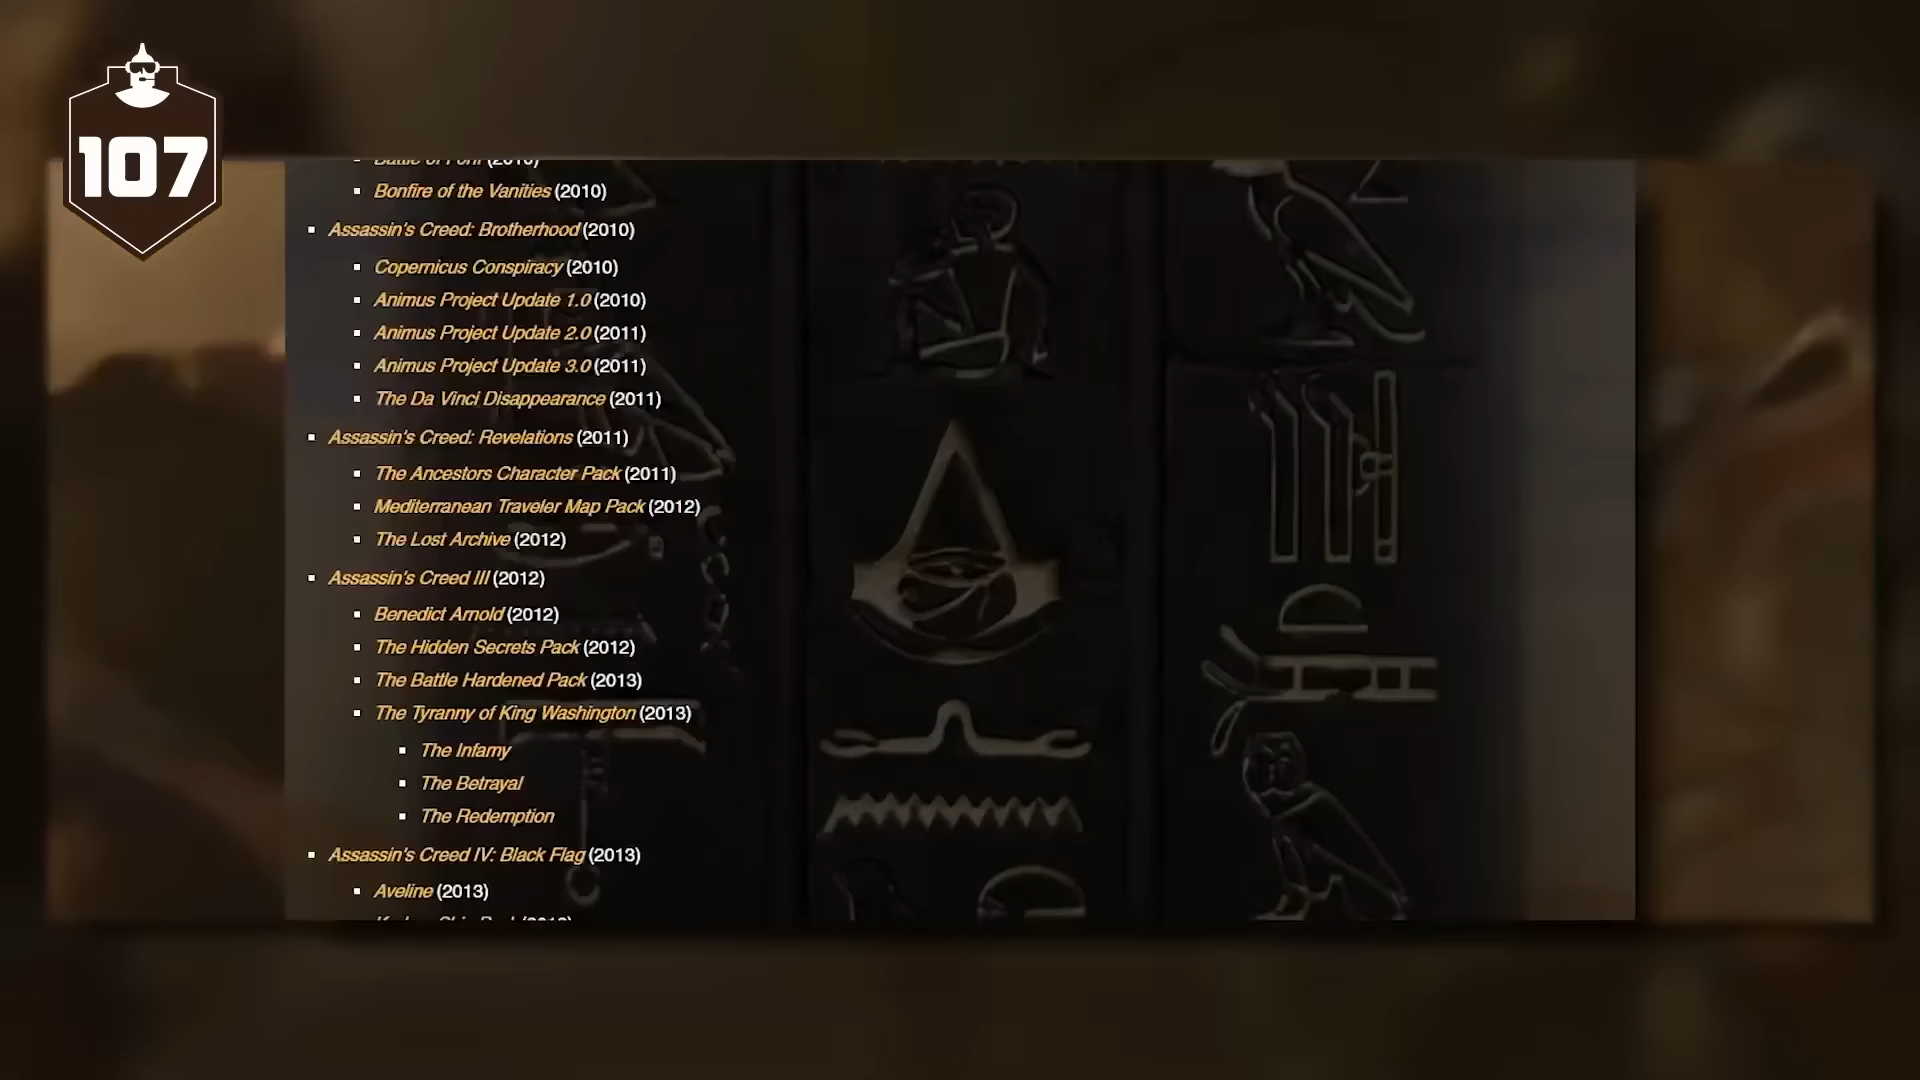 107
Bonfire of the Vanities (2010)
Assassin's Creed: Brotherhood (2010)
Copernicus Conspiracy (2010)
Animus Project Update 1.0 (2010)
Animus Project Update 2.0 (2011)
Animus Project Update 3.0 (2011)
The Da Vinci Disappearance (2011)
Assassin's Creed: Revelations (2011)
The Ancestors Character Pack (2011)
Mediterranean Traveler Map Pack (2012)
The Lost Archive (2012)
Assassin's Creed III (2012)
Benedict Arnold (2012)
The Hidden Secrets Pack (2012)
The Battle Hardened Pack (2013)
The Tyranny of King Washington (2013)
The Infamy
The Betrayal
The Redemption
Assassin's Creed IV: Black Flag (2013)
Aveline (2013)